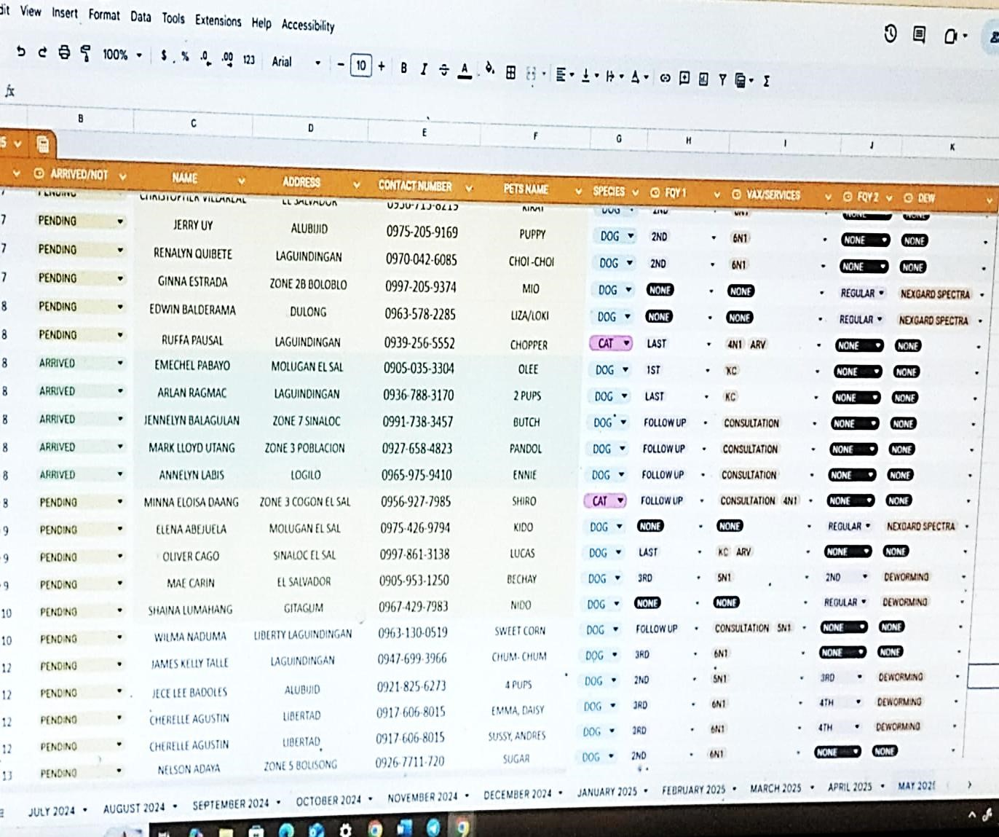 dit View Insert Format Data Tools Extensions Help Accessibility
100% $ % .0 .00 123 Arial - 10 + B I S A Σ
fx
B C D E F G H I J K
5
ARRIVED/NOT NAME ADDRESS CONTACT NUMBER PETS NAME SPECIES FQY 1 VAX/SERVICES FQY 2 DEW
7 PENDING CHRISTOPHER VILLAREAL EL SALVADOR 0950-713-8215 KIRAT DOG 2ND 6N1 NONE NONE
7 PENDING JERRY UY ALUBIJID 0975-205-9169 PUPPY DOG 2ND 6N1 NONE NONE
7 PENDING RENALYN QUIBETE LAGUINDINGAN 0970-042-6085 CHOI-CHOI DOG 2ND 6N1 NONE NONE
7 PENDING GINNA ESTRADA ZONE 2B BOLOBLO 0997-205-9374 MIO DOG NONE NONE REGULAR NEXGARD SPECTRA
8 PENDING EDWIN BALDERAMA DULONG 0963-578-2285 LIZA/LOKI DOG NONE NONE REGULAR NEXGARD SPECTRA
8 PENDING RUFFA PAUSAL LAGUINDINGAN 0939-256-5552 CHOPPER CAT LAST 4N1 ARV NONE NONE
8 ARRIVED EMECHEL PABAYO MOLUGAN EL SAL 0905-035-3304 OLEE DOG 1ST KC NONE NONE
8 ARRIVED ARLAN RAGMAC LAGUINDINGAN 0936-788-3170 2 PUPS DOG LAST KC NONE NONE
8 ARRIVED JENNELYN BALAGULAN ZONE 7 SINALOC 0991-738-3457 BUTCH DOG FOLLOW UP CONSULTATION NONE NONE
8 ARRIVED MARK LLOYD UTANG ZONE 3 POBLACION 0927-658-4823 PANDOL DOG FOLLOW UP CONSULTATION NONE NONE
8 ARRIVED ANNELYN LABIS LOGILO 0965-975-9410 ENNIE DOG FOLLOW UP CONSULTATION NONE NONE
8 PENDING MINNA ELOISA DAANG ZONE 3 COGON EL SAL 0956-927-7985 SHIRO CAT FOLLOW UP CONSULTATION 4N1 NONE NONE
9 PENDING ELENA ABEJUELA MOLUGAN EL SAL 0975-426-9794 KIDO DOG NONE NONE REGULAR NEXGARD SPECTRA
9 PENDING OLIVER CAGO SINALOC EL SAL 0997-861-3138 LUCAS DOG LAST KC ARV NONE NONE
9 PENDING MAE CARIN EL SALVADOR 0905-953-1250 BECHAY DOG 3RD 5N1 2ND DEWORMING
10 PENDING SHAINA LUMAHANG GITAGUM 0967-429-7983 NIDO DOG NONE NONE REGULAR DEWORMING
10 PENDING WILMA NADUMA LIBERTY LAGUINDINGAN 0963-130-0519 SWEET CORN DOG FOLLOW UP CONSULTATION 5N1 NONE NONE
12 PENDING JAMES KELLY TALLE LAGUINDINGAN 0947-699-3966 CHUM-CHUM DOG 3RD 6N1 NONE NONE
12 PENDING JECE LEE BADOLES ALUBIJID 0921-825-6273 4 PUPS DOG 2ND 5N1 3RD DEWORMING
12 PENDING CHERELLE AGUSTIN LIBERTAD 0917-606-8015 EMMA, DAISY DOG 3RD 6N1 4TH DEWORMING
12 PENDING CHERELLE AGUSTIN LIBERTAD 0917-606-8015 SUSSY, ANDRES DOG 3RD 6N1 4TH DEWORMING
13 PENDING NELSON ADAYA ZONE 5 BOLISONG 0926-7711-720 SUGAR DOG 2ND 6N1 NONE NONE
JULY 2024 AUGUST 2024 SEPTEMBER 2024 OCTOBER 2024 NOVEMBER 2024 DECEMBER 2024 JANUARY 2025 FEBRUARY 2025 MARCH 2025 APRIL 2025 MAY 202